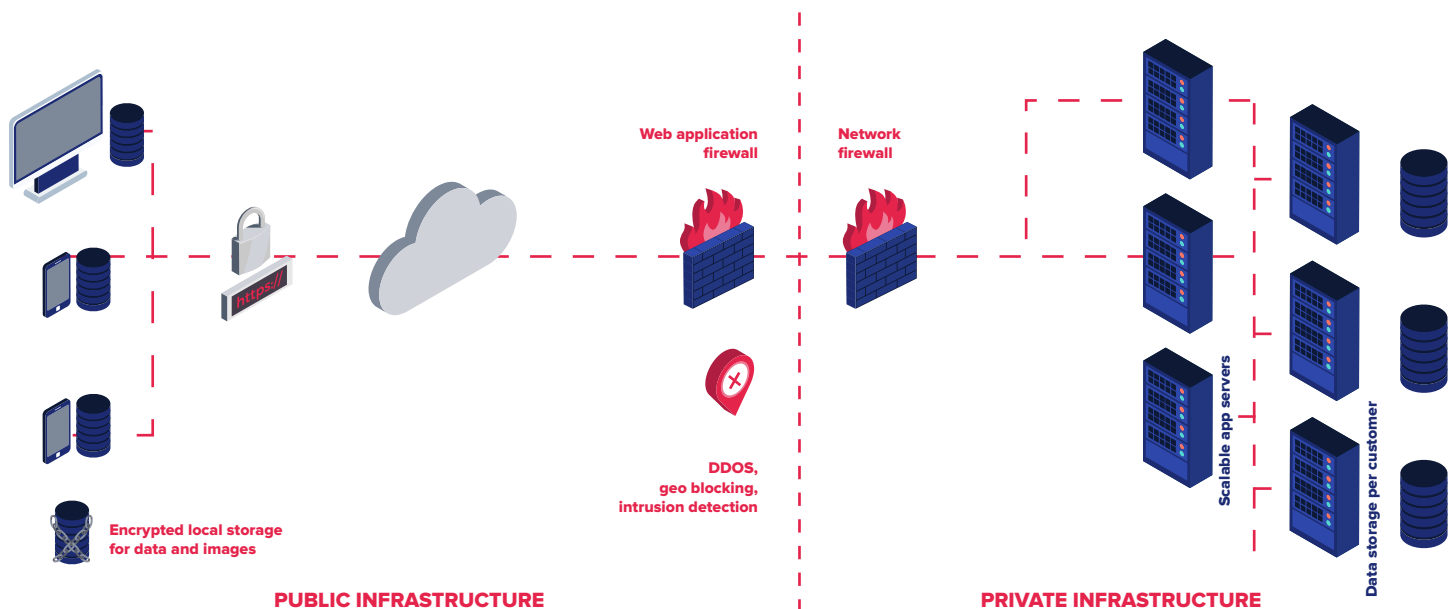 Web application
firewall
Network
firewall
https://
DDOS,
geo blocking,
intrusion detection
Scalable app servers
Data storage per customer
Encrypted local storage
for data and images
PUBLIC INFRASTRUCTURE
PRIVATE INFRASTRUCTURE